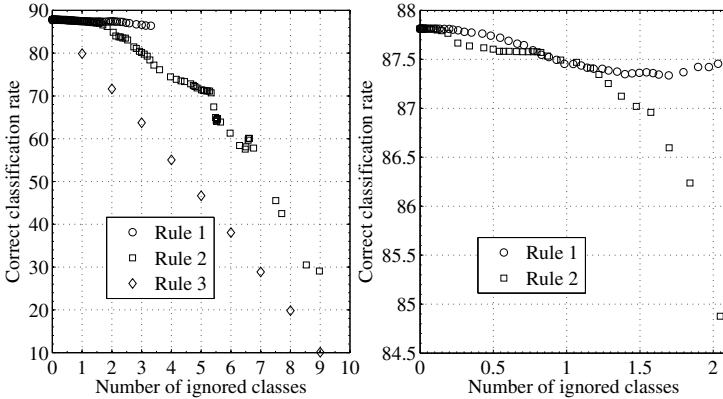 90
80
70
60
50
40
30
20
10
Correct classification rate
Rule 1
Rule 2
Rule 3
0 1 2 3 4 5 6 7 8 9 10
Number of ignored classes
88
87.5
87
86.5
86
85.5
85
84.5
Correct classification rate
Rule 1
Rule 2
0 0.5 1 1.5 2
Number of ignored classes